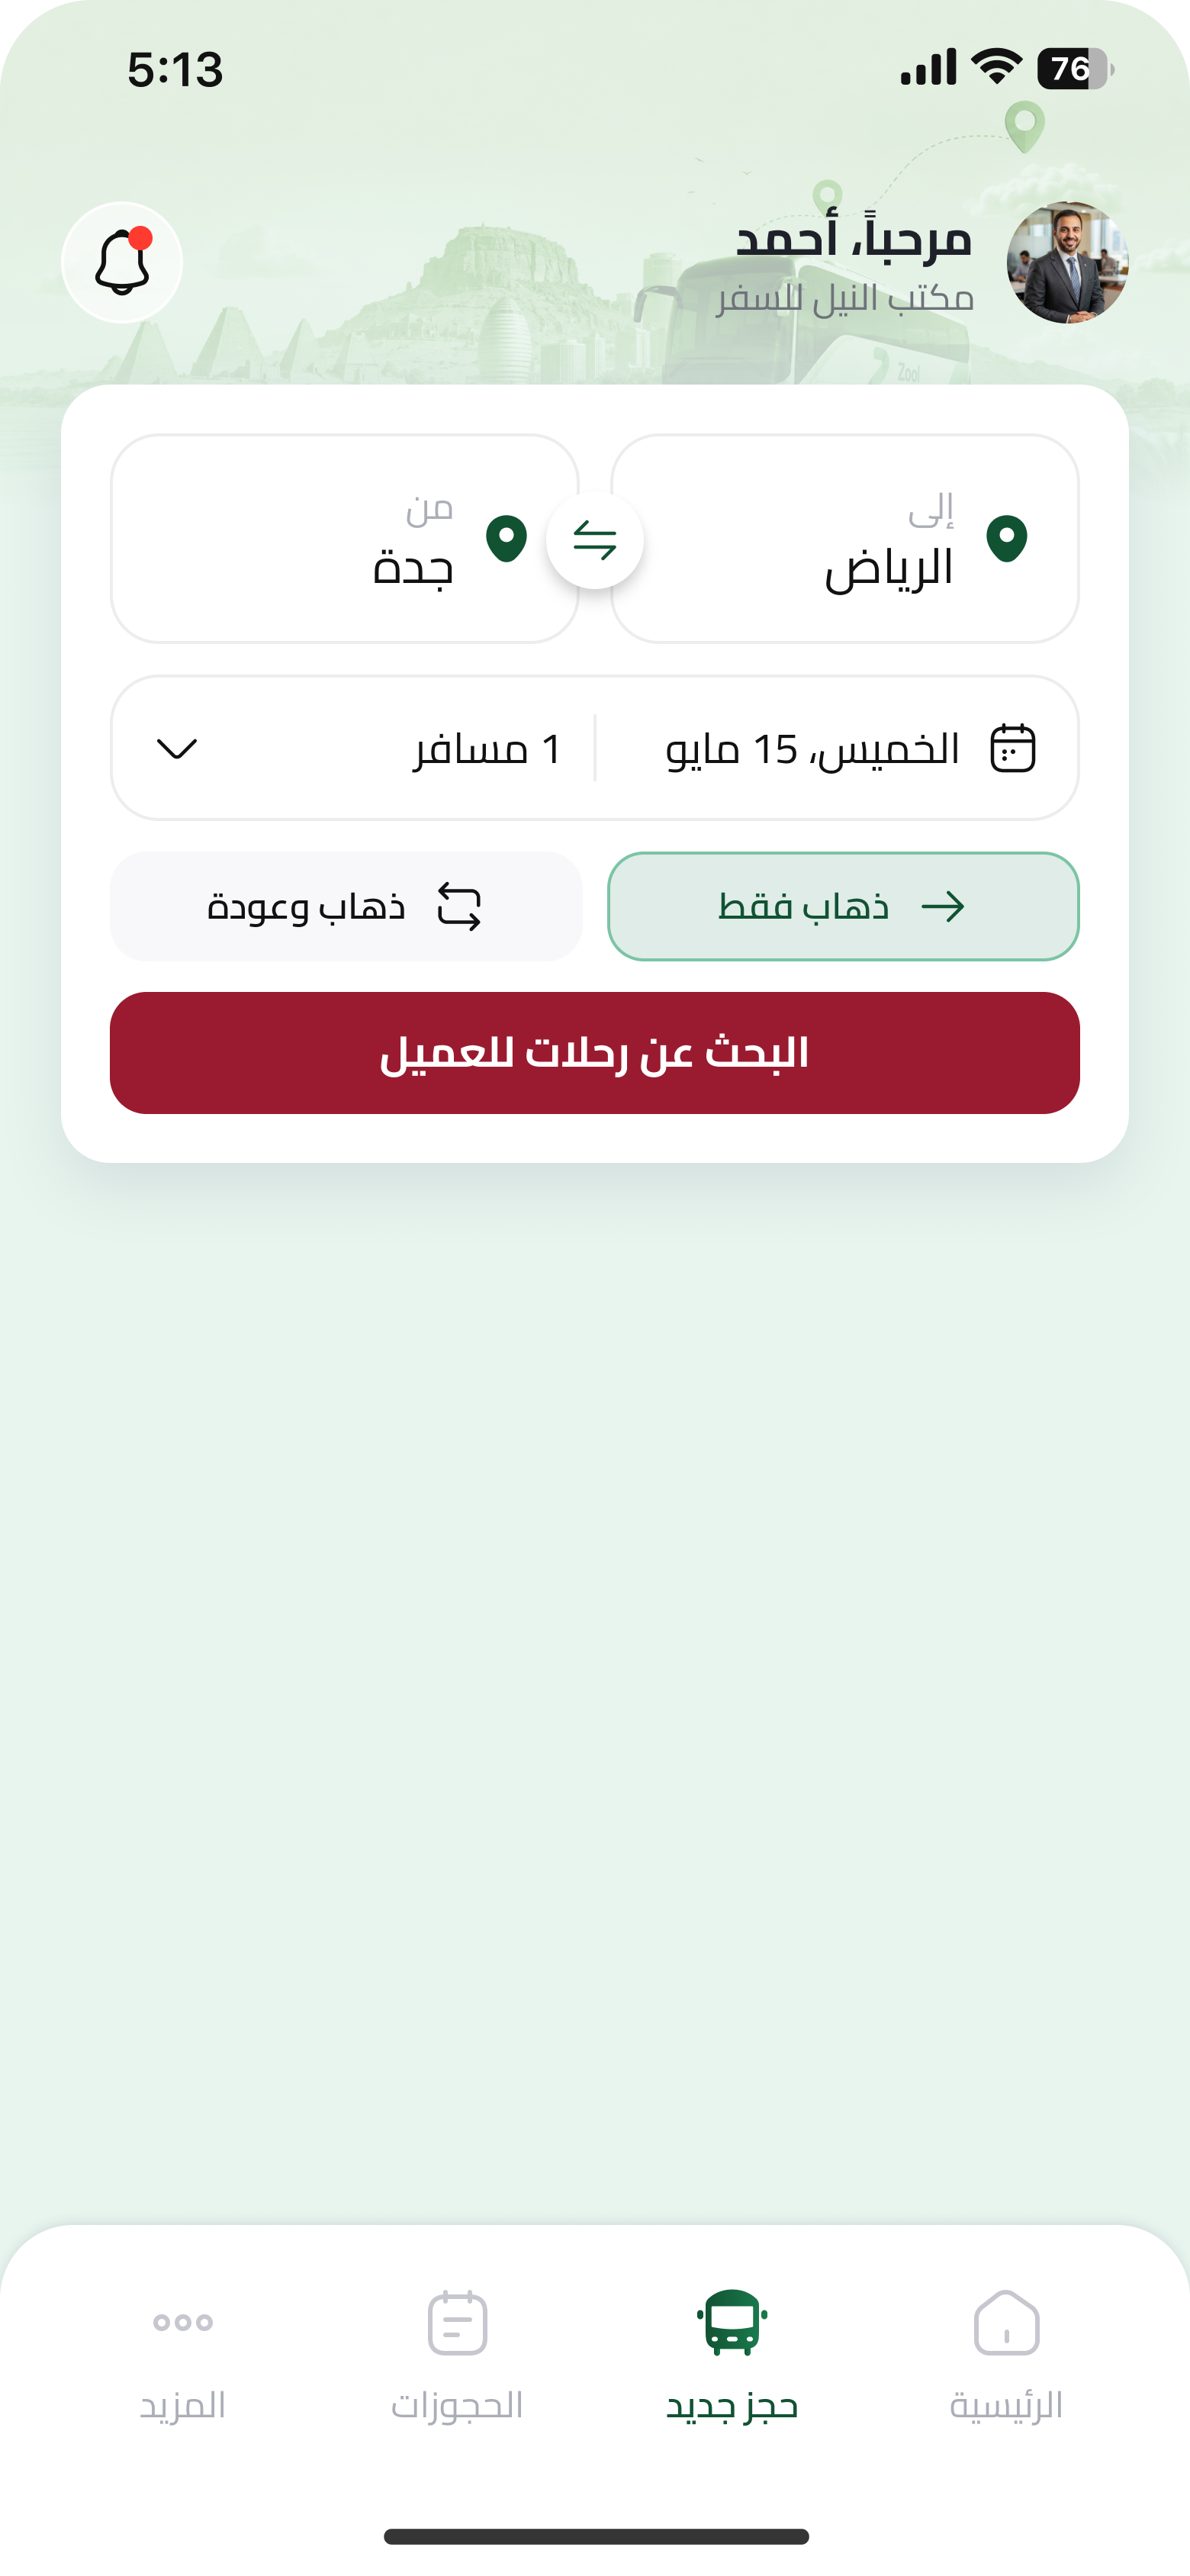 5:13
76
مرحباً، أحمد
مكتب النيل للسفر
Zool
إلى
الرياض
من
جدة
الخميس، 15 مايو
1 مسافر
ذهاب فقط
ذهاب وعودة
البحث عن رحلات للعميل
الرئيسية
حجز جديد
الحجوزات
المزيد